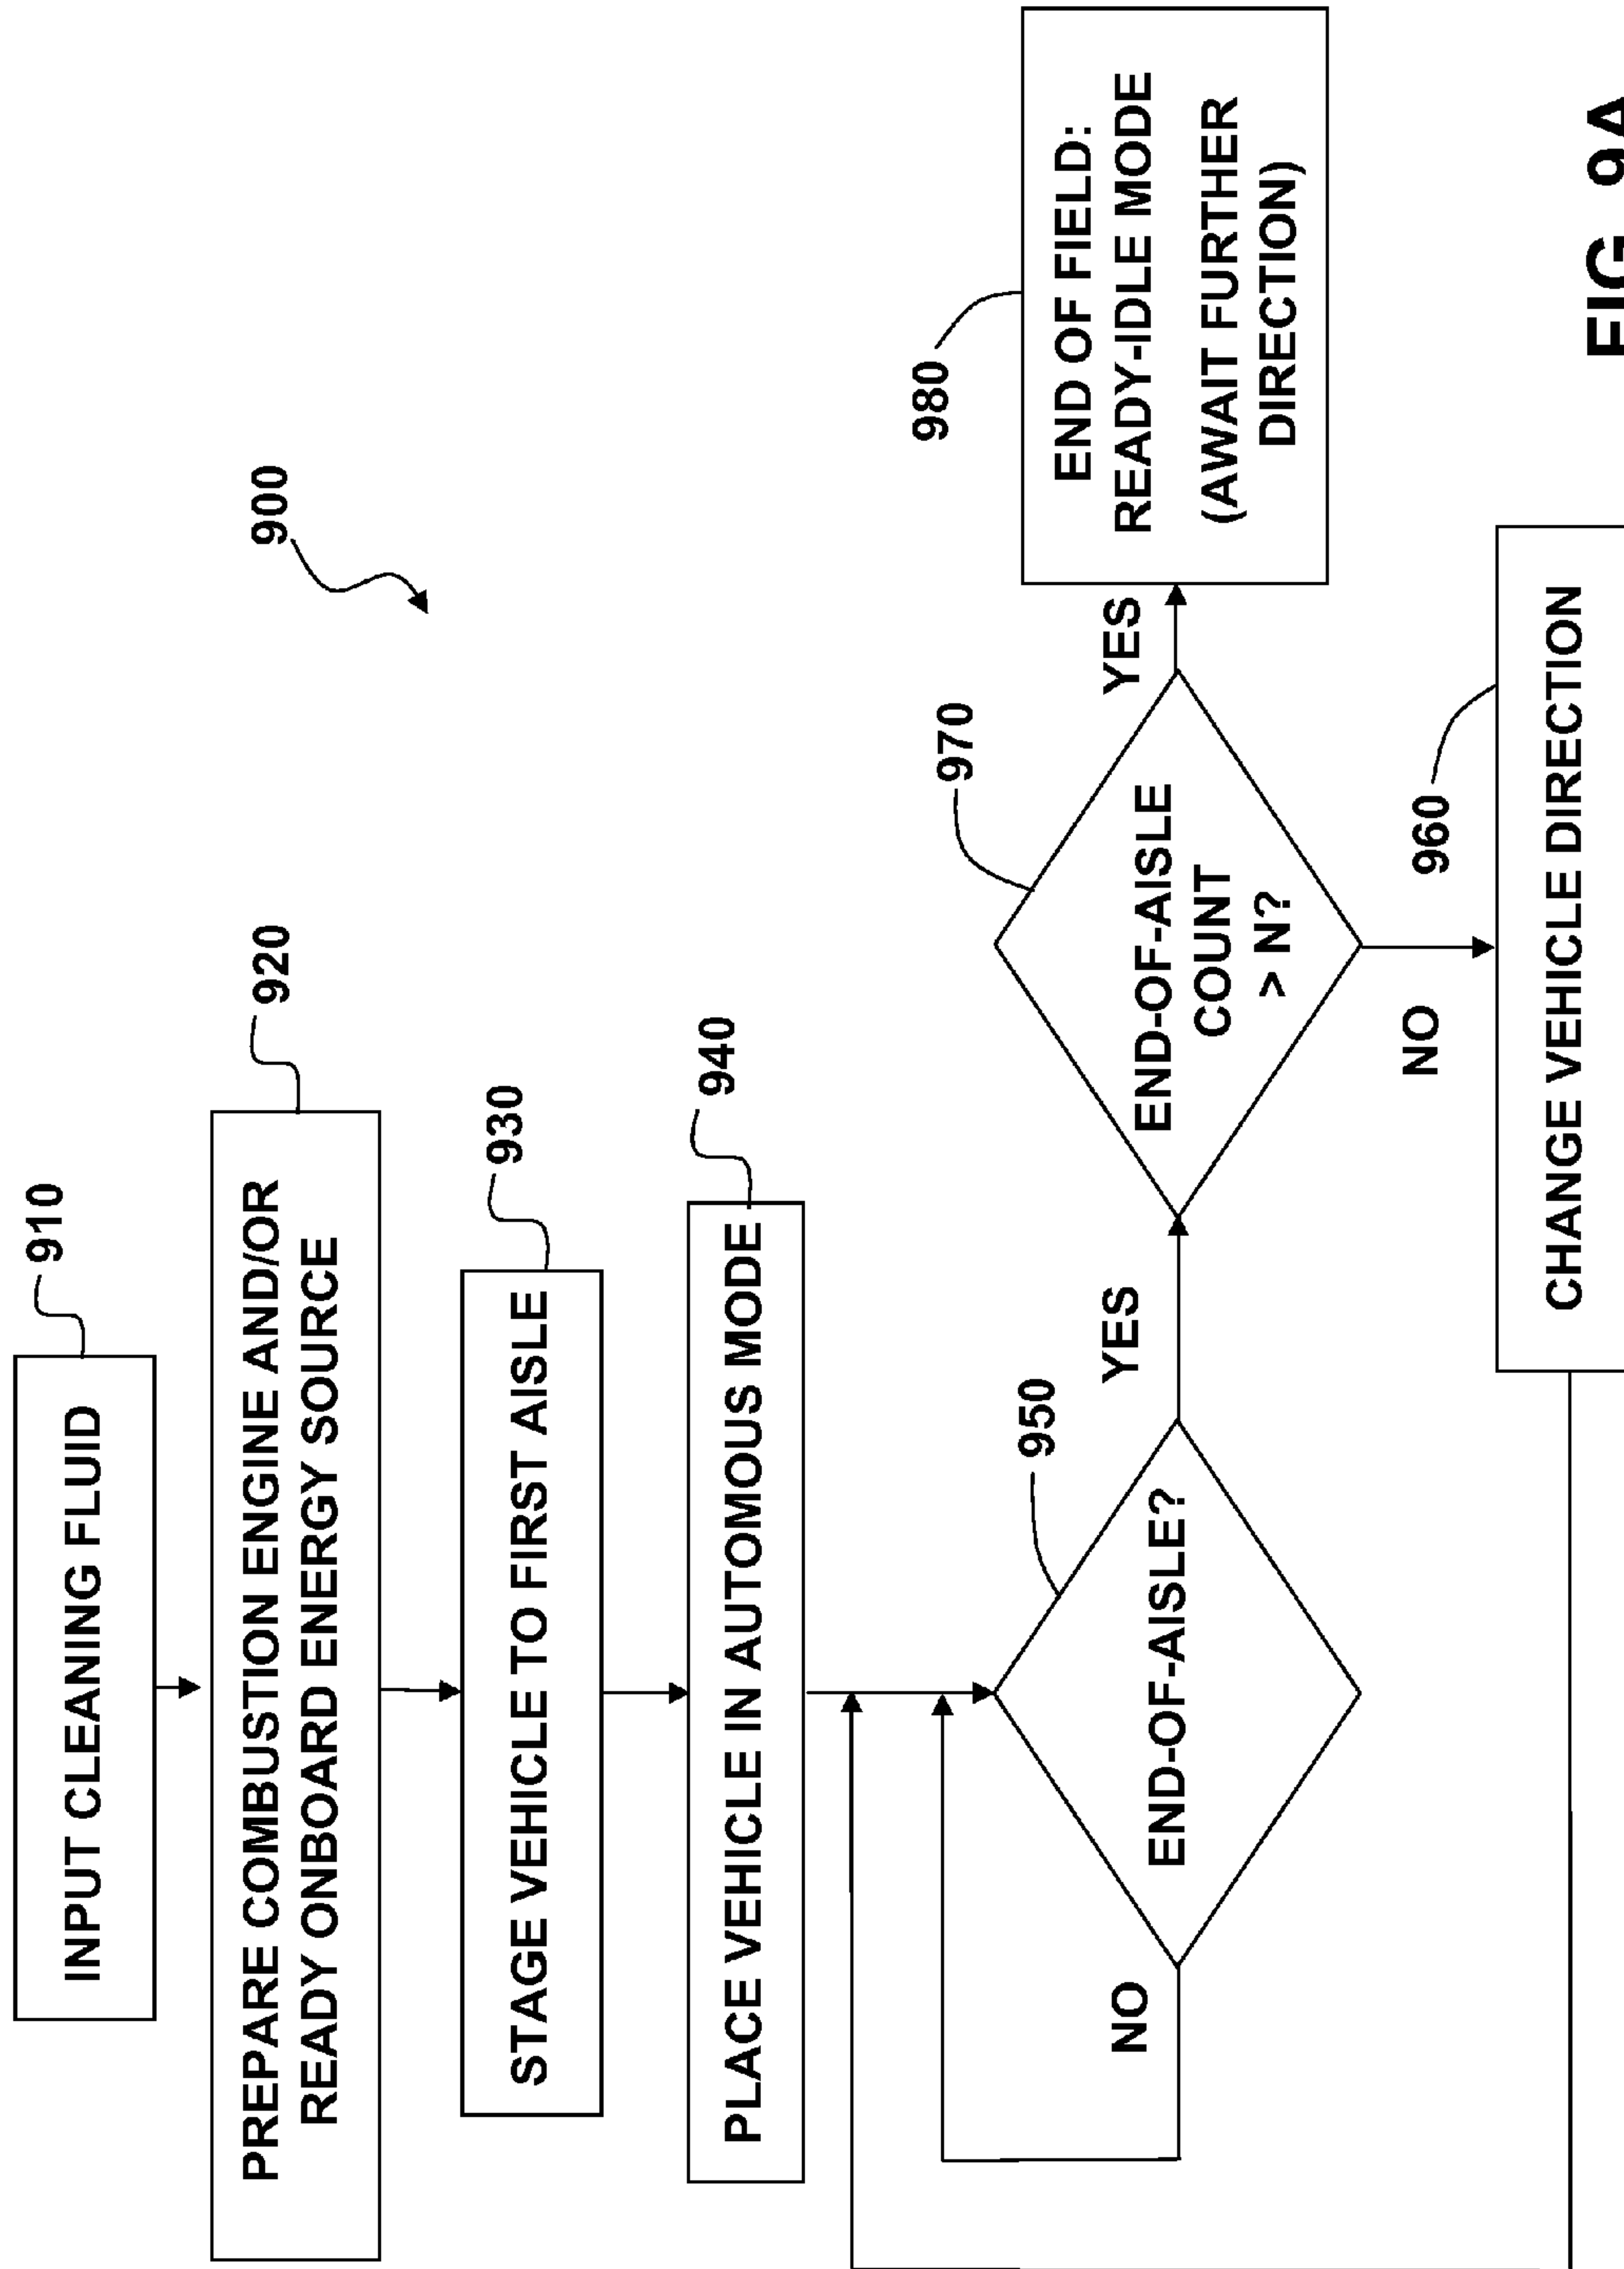 900
910
INPUT CLEANING FLUID
920
PREPARE COMBUSTION ENGINE AND/OR
READY ONBOARD ENERGY SOURCE
930
STAGE VEHICLE TO FIRST AISLE
940
PLACE VEHICLE IN AUTOMOUS MODE
950
END-OF-AISLE?
NO
YES
970
END-OF-AISLE
COUNT
> N?
YES
980
END OF FIELD:
READY-IDLE MODE
(AWAIT FURTHER
DIRECTION)
NO
960
CHANGE VEHICLE DIRECTION
FIG. 9A